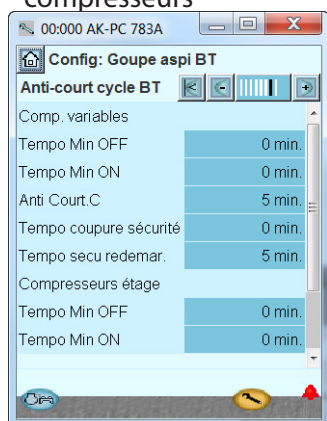 compresseurs
00:000 AK-PC 783A
Config: Goupe aspi BT
Anti-court cycle BT
Comp. variables
Tempo Min OFF 0 min.
Tempo Min ON 0 min.
Anti Court.C 5 min.
Tempo coupure sécurité 0 min.
Tempo secu redemar. 5 min.
Compresseurs étage
Tempo Min OFF 0 min.
Tempo Min ON 0 min.